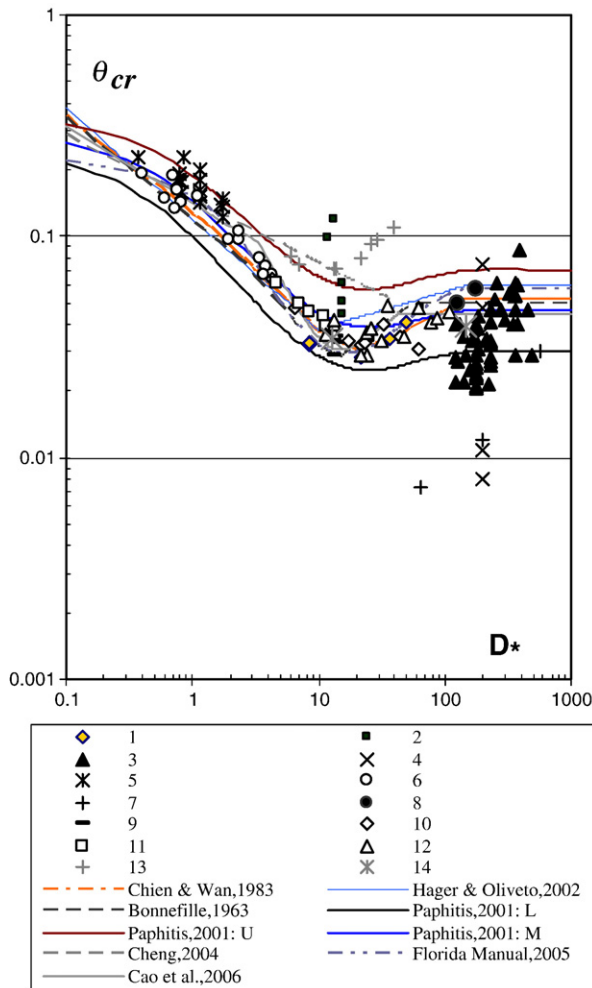 1
θcr
0.1
0.01
D*
0.001
0.1 1 10 100 1000
1 2
3 4
5 6
7 8
9 10
11 12
13 14
Chien & Wan,1983 Hager & Oliveto,2002
Bonnefille,1963 Paphitis,2001: L
Paphitis,2001: U Paphitis,2001: M
Cheng,2004 Florida Manual,2005
Cao et al.,2006